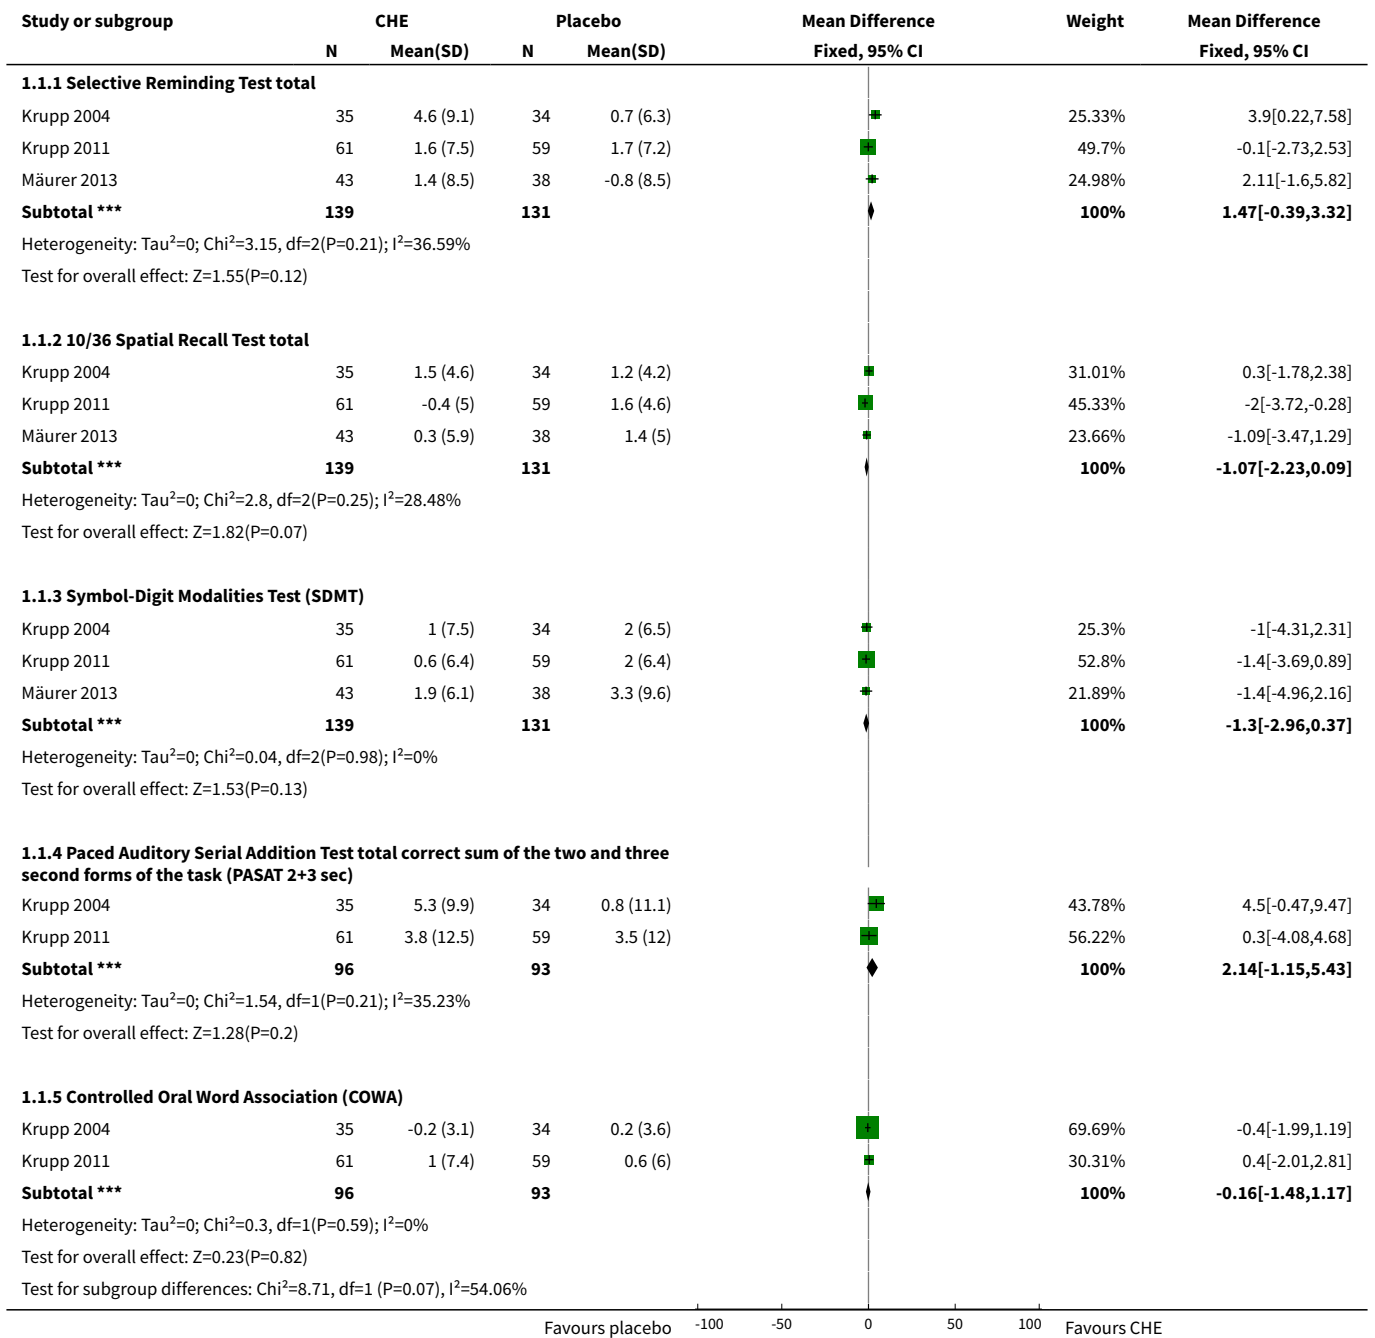 Study or subgroup CHE Placebo Mean Difference Weight Mean Difference
N Mean(SD) N Mean(SD) Fixed, 95% CI Fixed, 95% CI
1.1.1 Selective Reminding Test total
Krupp 2004 35 4.6 (9.1) 34 0.7 (6.3) 25.33% 3.9[0.22,7.58]
Krupp 2011 61 1.6 (7.5) 59 1.7 (7.2) 49.7% -0.1[-2.73,2.53]
Mäurer 2013 43 1.4 (8.5) 38 -0.8 (8.5) 24.98% 2.11[-1.6,5.82]
Subtotal *** 139 131 100% 1.47[-0.39,3.32]
Heterogeneity: Tau²=0; Chi²=3.15, df=2(P=0.21); I²=36.59%
Test for overall effect: Z=1.55(P=0.12)
1.1.2 10/36 Spatial Recall Test total
Krupp 2004 35 1.5 (4.6) 34 1.2 (4.2) 31.01% 0.3[-1.78,2.38]
Krupp 2011 61 -0.4 (5) 59 1.6 (4.6) 45.33% -2[-3.72,-0.28]
Mäurer 2013 43 0.3 (5.9) 38 1.4 (5) 23.66% -1.09[-3.47,1.29]
Subtotal *** 139 131 100% -1.07[-2.23,0.09]
Heterogeneity: Tau²=0; Chi²=2.8, df=2(P=0.25); I²=28.48%
Test for overall effect: Z=1.82(P=0.07)
1.1.3 Symbol-Digit Modalities Test (SDMT)
Krupp 2004 35 1 (7.5) 34 2 (6.5) 25.3% -1[-4.31,2.31]
Krupp 2011 61 0.6 (6.4) 59 2 (6.4) 52.8% -1.4[-3.69,0.89]
Mäurer 2013 43 1.9 (6.1) 38 3.3 (9.6) 21.89% -1.4[-4.96,2.16]
Subtotal *** 139 131 100% -1.3[-2.96,0.37]
Heterogeneity: Tau²=0; Chi²=0.04, df=2(P=0.98); I²=0%
Test for overall effect: Z=1.53(P=0.13)
1.1.4 Paced Auditory Serial Addition Test total correct sum of the two and three
second forms of the task (PASAT 2+3 sec)
Krupp 2004 35 5.3 (9.9) 34 0.8 (11.1) 43.78% 4.5[-0.47,9.47]
Krupp 2011 61 3.8 (12.5) 59 3.5 (12) 56.22% 0.3[-4.08,4.68]
Subtotal *** 96 93 100% 2.14[-1.15,5.43]
Heterogeneity: Tau²=0; Chi²=1.54, df=1(P=0.21); I²=35.23%
Test for overall effect: Z=1.28(P=0.2)
1.1.5 Controlled Oral Word Association (COWA)
Krupp 2004 35 -0.2 (3.1) 34 0.2 (3.6) 69.69% -0.4[-1.99,1.19]
Krupp 2011 61 1 (7.4) 59 0.6 (6) 30.31% 0.4[-2.01,2.81]
Subtotal *** 96 93 100% -0.16[-1.48,1.17]
Heterogeneity: Tau²=0; Chi²=0.3, df=1(P=0.59); I²=0%
Test for overall effect: Z=0.23(P=0.82)
Test for subgroup differences: Chi²=8.71, df=1 (P=0.07), I²=54.06%
Favours placebo -100 -50 0 50 100 Favours CHE